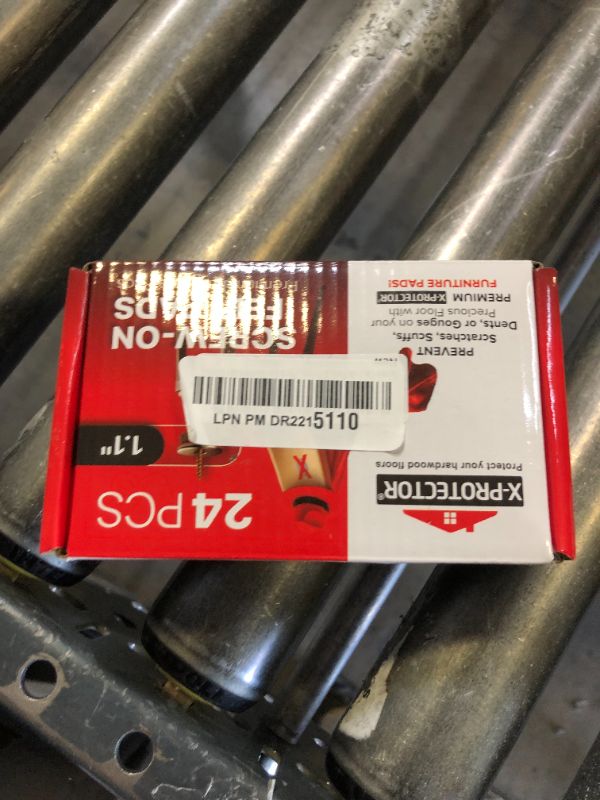 X-PROTECTOR®
Protect your hardwood floors
PREVENT
Scratches, Scuffs,
Dents, or Gouges on your
Precious Floor with
PREMIUM X-PROTECTOR®
FURNITURE PADS!
24 PCS
1.1"
X
SCREW-ON
PADS
LPN PM DR2215110